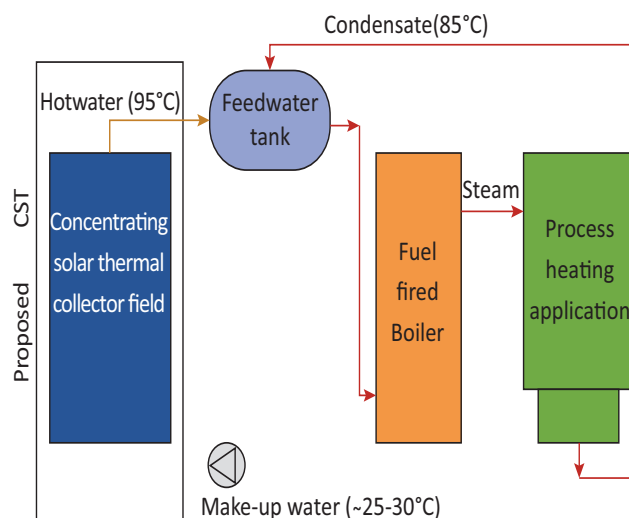 Condensate(85°C)
Hotwater (95°C)
Feedwater
tank
Proposed CST
Concentrating
solar thermal
collector field
Fuel
fired
Boiler
Steam
Process
heating
application
Make-up water (~25-30°C)